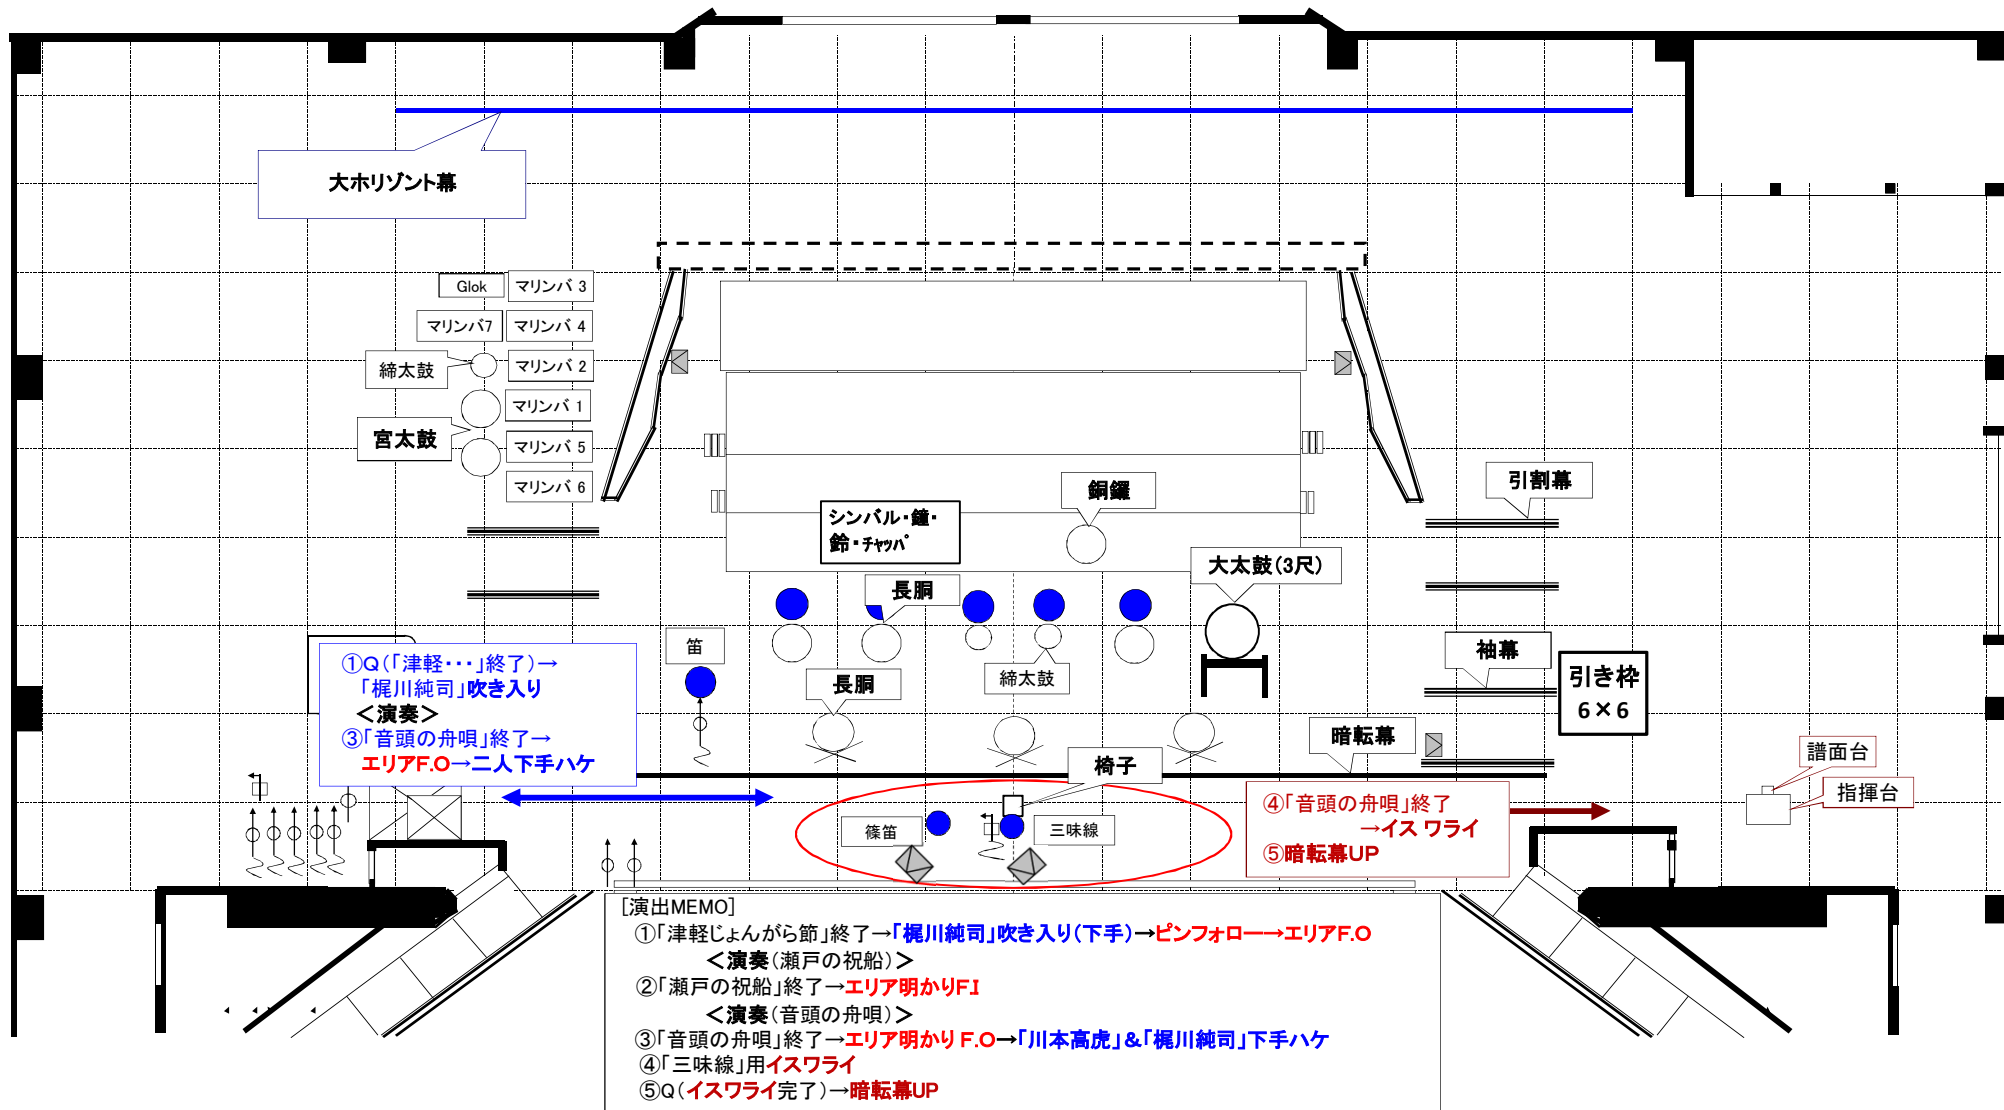 大ホリゾント幕
Glok
マリンバ 3
マリンバ7
マリンバ 4
締太鼓
マリンバ 2
マリンバ 1
宮太鼓
マリンバ 5
マリンバ 6
銅鑼
引割幕
シンバル・鐘・
鈴・チャッパ
大太鼓(3尺)
長胴
笛
締太鼓
長胴
袖幕
引き枠
6×6
①Q(「津軽・・・」終了)→
「梶川純司」吹き入り
＜演奏＞
③「音頭の舟唄」終了→
エリアF.O→二人下手ハケ
暗転幕
椅子
譜面台
指揮台
篠笛
三味線
④「音頭の舟唄」終了
→イス ワライ
⑤暗転幕UP
[演出MEMO]
①「津軽じょんがら節」終了→「梶川純司」吹き入り(下手)→ピンフォロー→エリアF.O
＜演奏(瀬戸の祝船)＞
②「瀬戸の祝船」終了→エリア明かりF.I
＜演奏(音頭の舟唄)＞
③「音頭の舟唄」終了→エリア明かり F.O→「川本高虎」&「梶川純司」下手ハケ
④「三味線」用イスワライ
⑤Q(イスワライ完了)→暗転幕UP